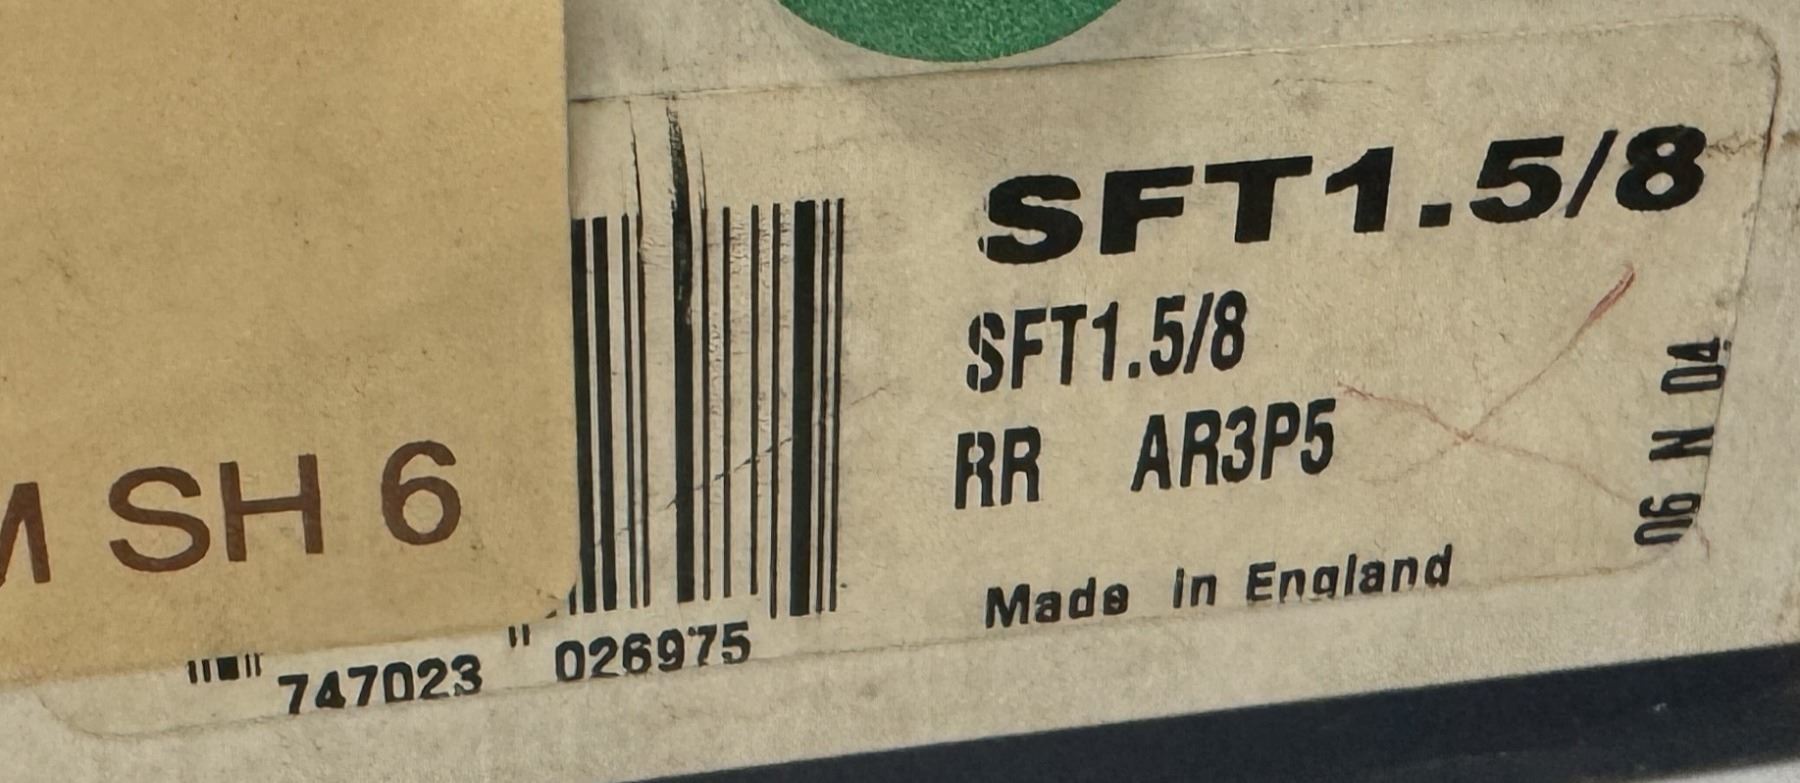 SFT1.5/8
SFT1.5/8
RR AR3P5
06 N 04
Made in England
SH 6
747023 026975